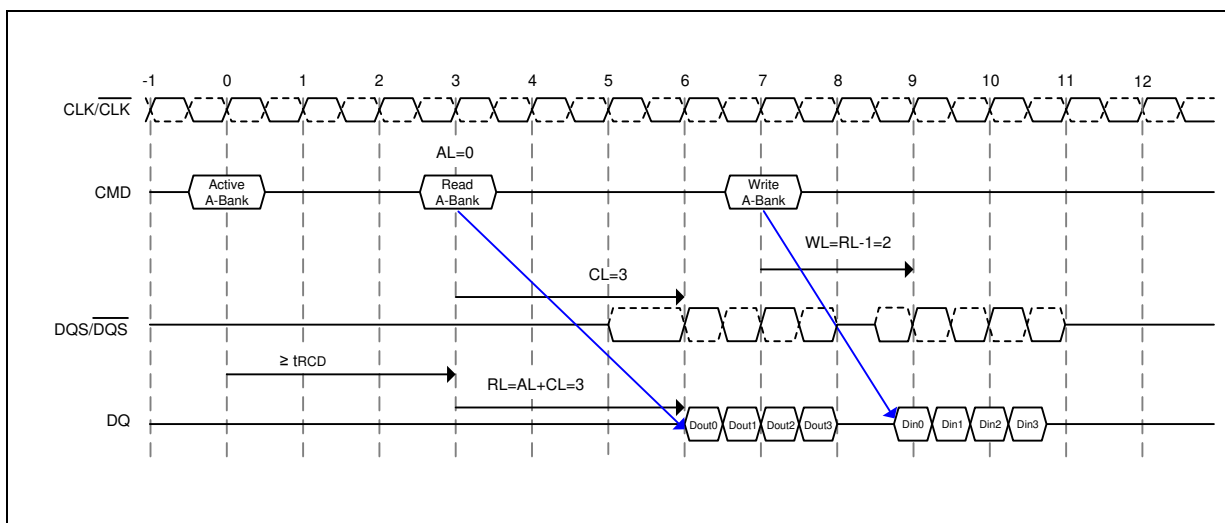 -1 0 1 2 3 4 5 6 7 8 9 10 11 12
CLK/CLK
AL=0
CMD
Active
A-Bank
Read
A-Bank
Write
A-Bank
WL=RL-1=2
CL=3
DQS/DQS
≥ tRCD
RL=AL+CL=3
DQ
Dout0 Dout1 Dout2 Dout3 Din0 Din1 Din2 Din3